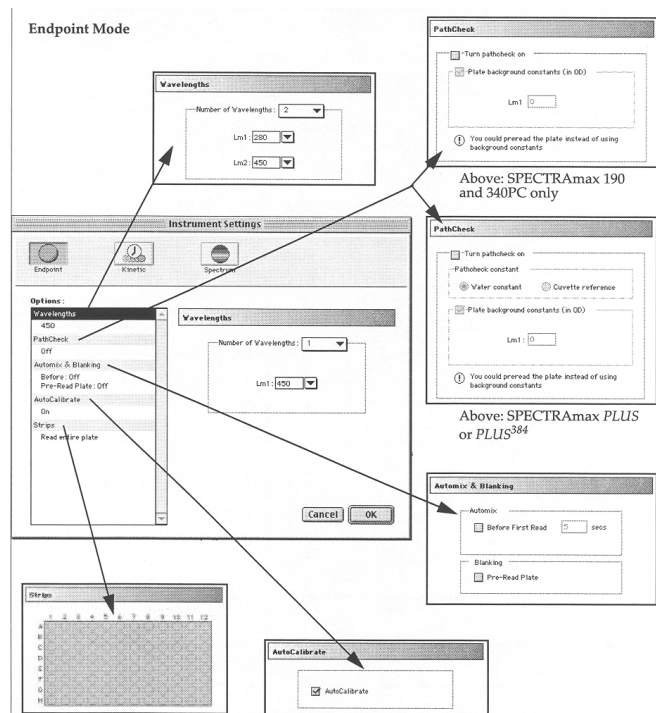 Endpoint Mode
Wavelengths
Number of Wavelengths: 2
Lm1: 280
Lm2: 450
PathCheck
Turn pathcheck on
Plate background constants (in OD)
Lm1 0
You could preread the plate instead of using
background constants
Above: SPECTRAmax 190
and 340PC only
Instrument Settings
Endpoint
Kinetic
Spectrum
Options:
Wavelengths
450
PathCheck
Off
Automix & Blanking
Before: Off
Pre-Read Plate: Off
AutoCalibrate
On
Strips
Read entire plate
Wavelengths
Number of Wavelengths: 1
Lm1: 450
Cancel
OK
PathCheck
Turn pathcheck on
Pathcheck constant
Water constant
Cuvette reference
Plate background constants (in OD)
Lm1: 0
You could preread the plate instead of using
background constants
Above: SPECTRAmax PLUS
or PLUS384
Automix & Blanking
Automix
Before First Read 5 secs
Blanking
Pre-Read Plate
Strips
1 2 3 4 5 6 7 8 9 10 11 12
A
B
C
D
E
F
G
H
AutoCalibrate
AutoCalibrate